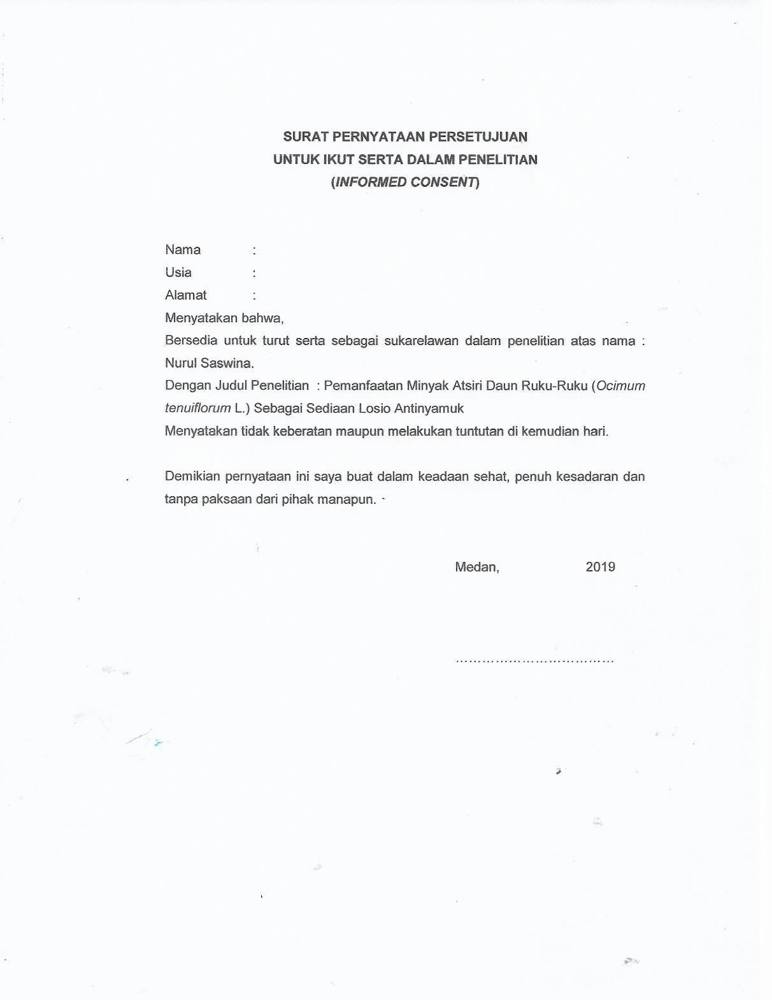 SURAT PERNYATAAN PERSETUJUAN
UNTUK IKUT SERTA DALAM PENELITIAN
(INFORMED CONSENT)
Nama :
Usia :
Alamat :
Menyatakan bahwa,
Bersedia untuk turut serta sebagai sukarelawan dalam penelitian atas nama :
Nurul Saswina.
Dengan Judul Penelitian : Pemanfaatan Minyak Atsiri Daun Ruku-Ruku (Ocimum
tenuiflorum L.) Sebagai Sediaan Losio Antinyamuk
Menyatakan tidak keberatan maupun melakukan tuntutan di kemudian hari.
Demikian pernyataan ini saya buat dalam keadaan sehat, penuh kesadaran dan
tanpa paksaan dari pihak manapun.
Medan, 2019
....................................